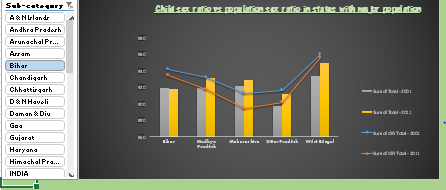 Sub-category
A & N Islands
Andhra Pradesh
Arunachal Pr...
Assam
Bihar
Chandigarh
Chhattisgarh
D & N Haveli
Daman & Diu
Goa
Gujarat
Haryana
Himachal Pra...
INDIA
Child sex ratio vs population sex ratio in states with major population
Bihar
Madhya Pradesh
Maharashtra
Uttar Pradesh
West Bengal
Sum of Total - 2001
Sum of Total - 2011
Sum of CSR Total - 2001
Sum of CSR Total - 2011